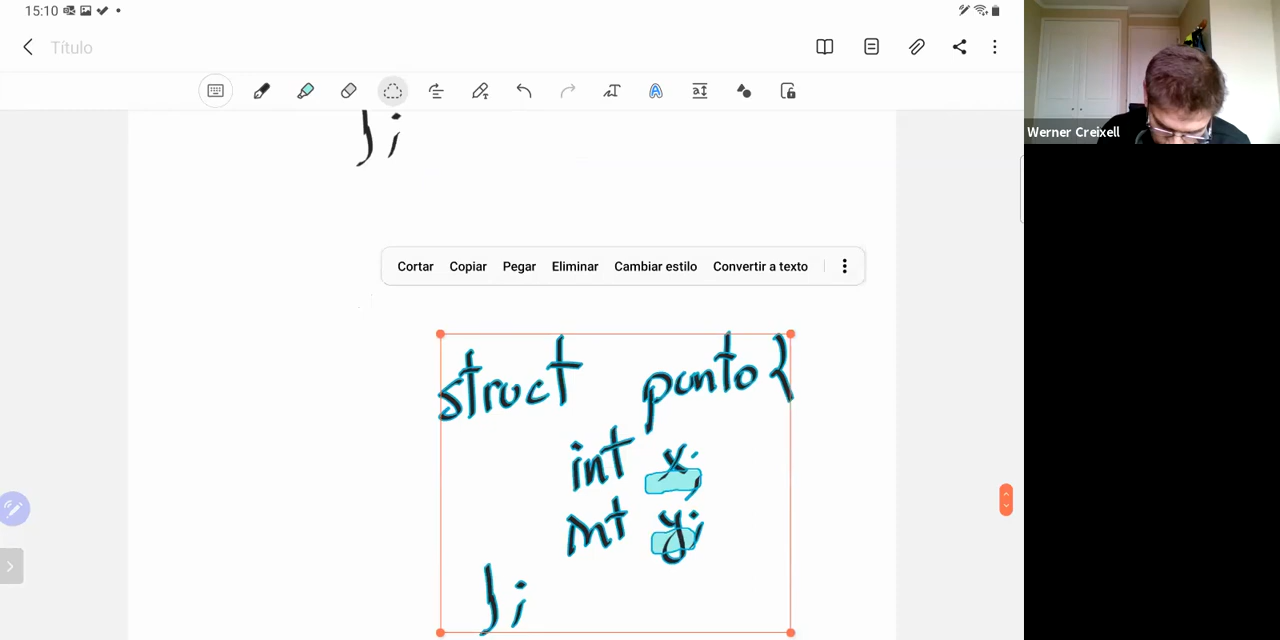 15:10
Título
};
Cortar Copiar Pegar Eliminar Cambiar estilo Convertir a texto
struct punto {
int x;
int y;
};
Werner Creixell